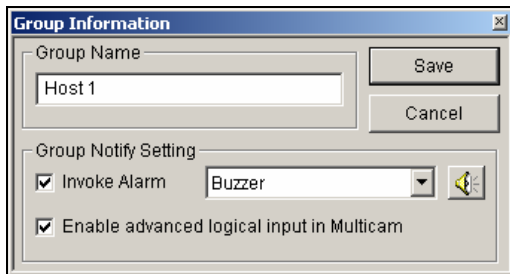 Group Information
Group Name
Host 1
Save
Cancel
Group Notify Setting
Invoke Alarm
Buzzer
Enable advanced logical input in Multicam